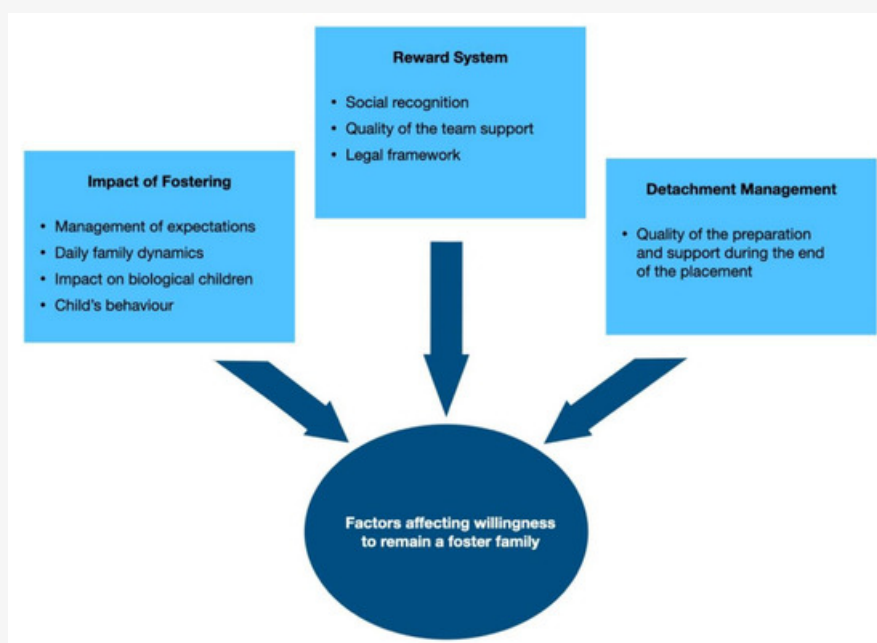 Reward System
• Social recognition
• Quality of the team support
• Legal framework
Impact of Fostering
• Management of expectations
• Daily family dynamics
• Impact on biological children
• Child's behaviour
Detachment Management
• Quality of the preparation
and support during the end
of the placement
Factors affecting willingness
to remain a foster family